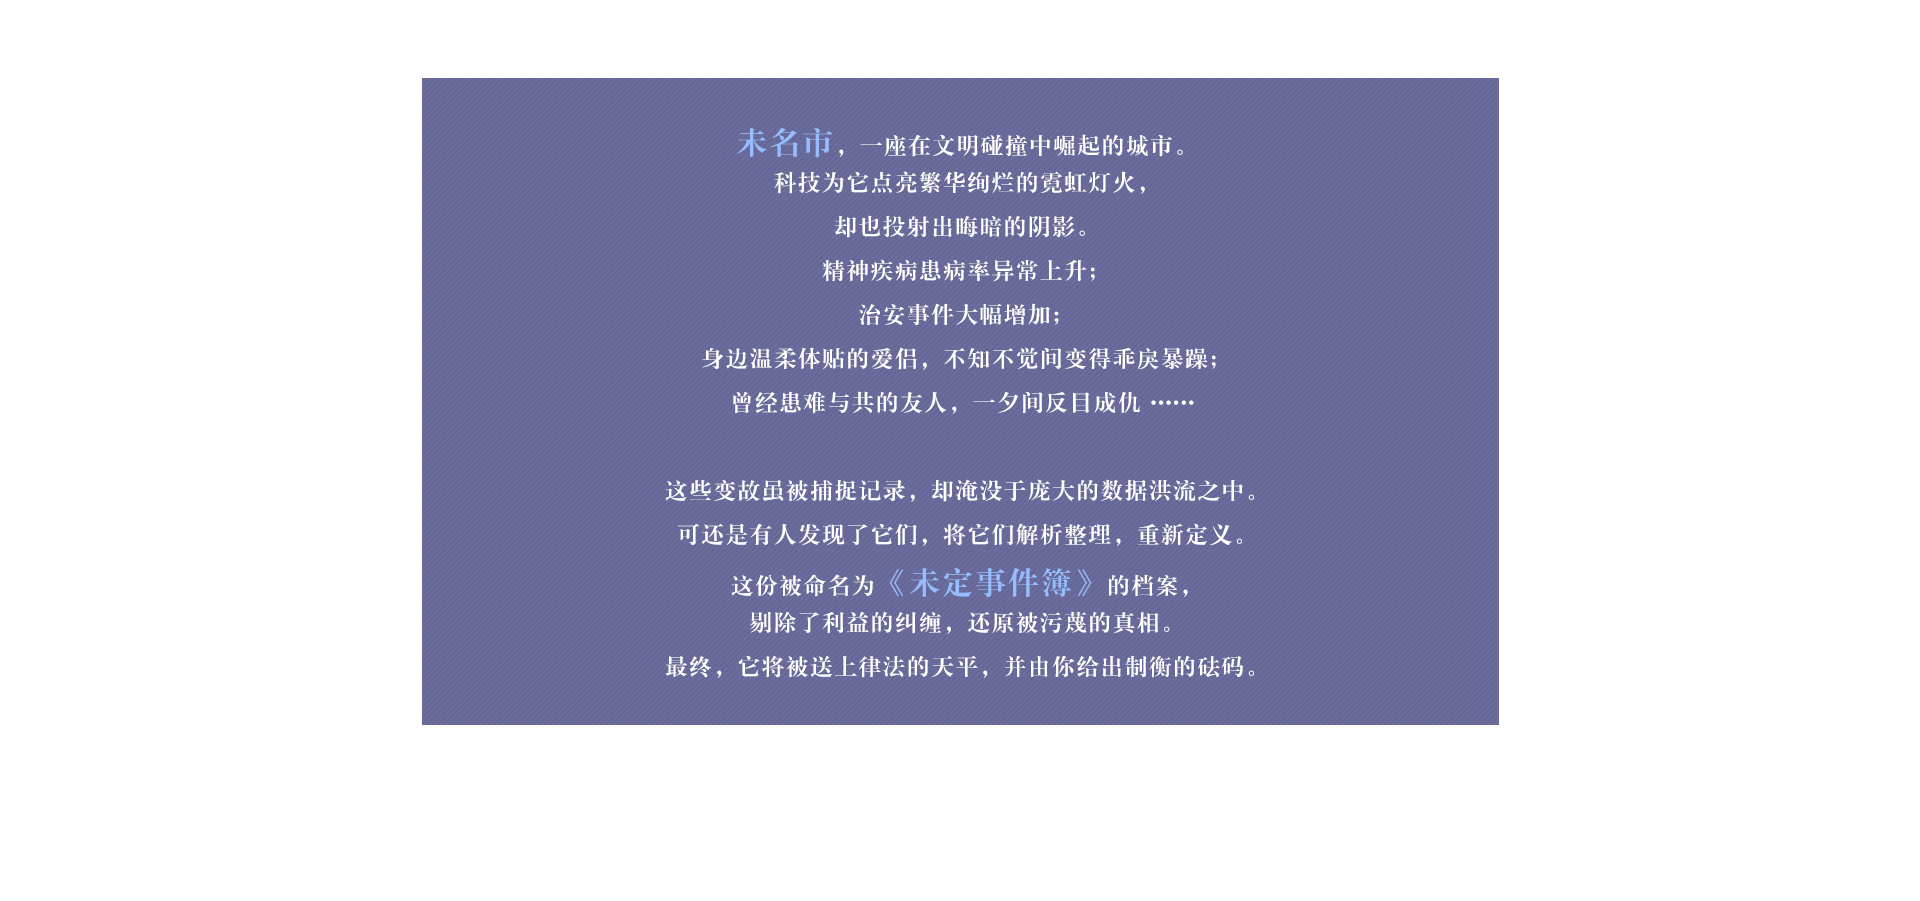 未名市，一座在文明碰撞中崛起的城市。
科技为它点亮繁华绚烂的霓虹灯火，
却也投射出晦暗的阴影。
精神疾病患病率异常上升；
治安事件大幅增加；
身边温柔体贴的爱侣，不知不觉间变得乖戾暴躁；
曾经患难与共的友人，一夕间反目成仇 ……
这些变故虽被捕捉记录，却淹没于庞大的数据洪流之中。
可还是有人发现了它们，将它们解析整理，重新定义。
这份被命名为《未定事件簿》的档案，
剔除了利益的纠缠，还原被污蔑的真相。
最终，它将被送上律法的天平，并由你给出制衡的砝码。